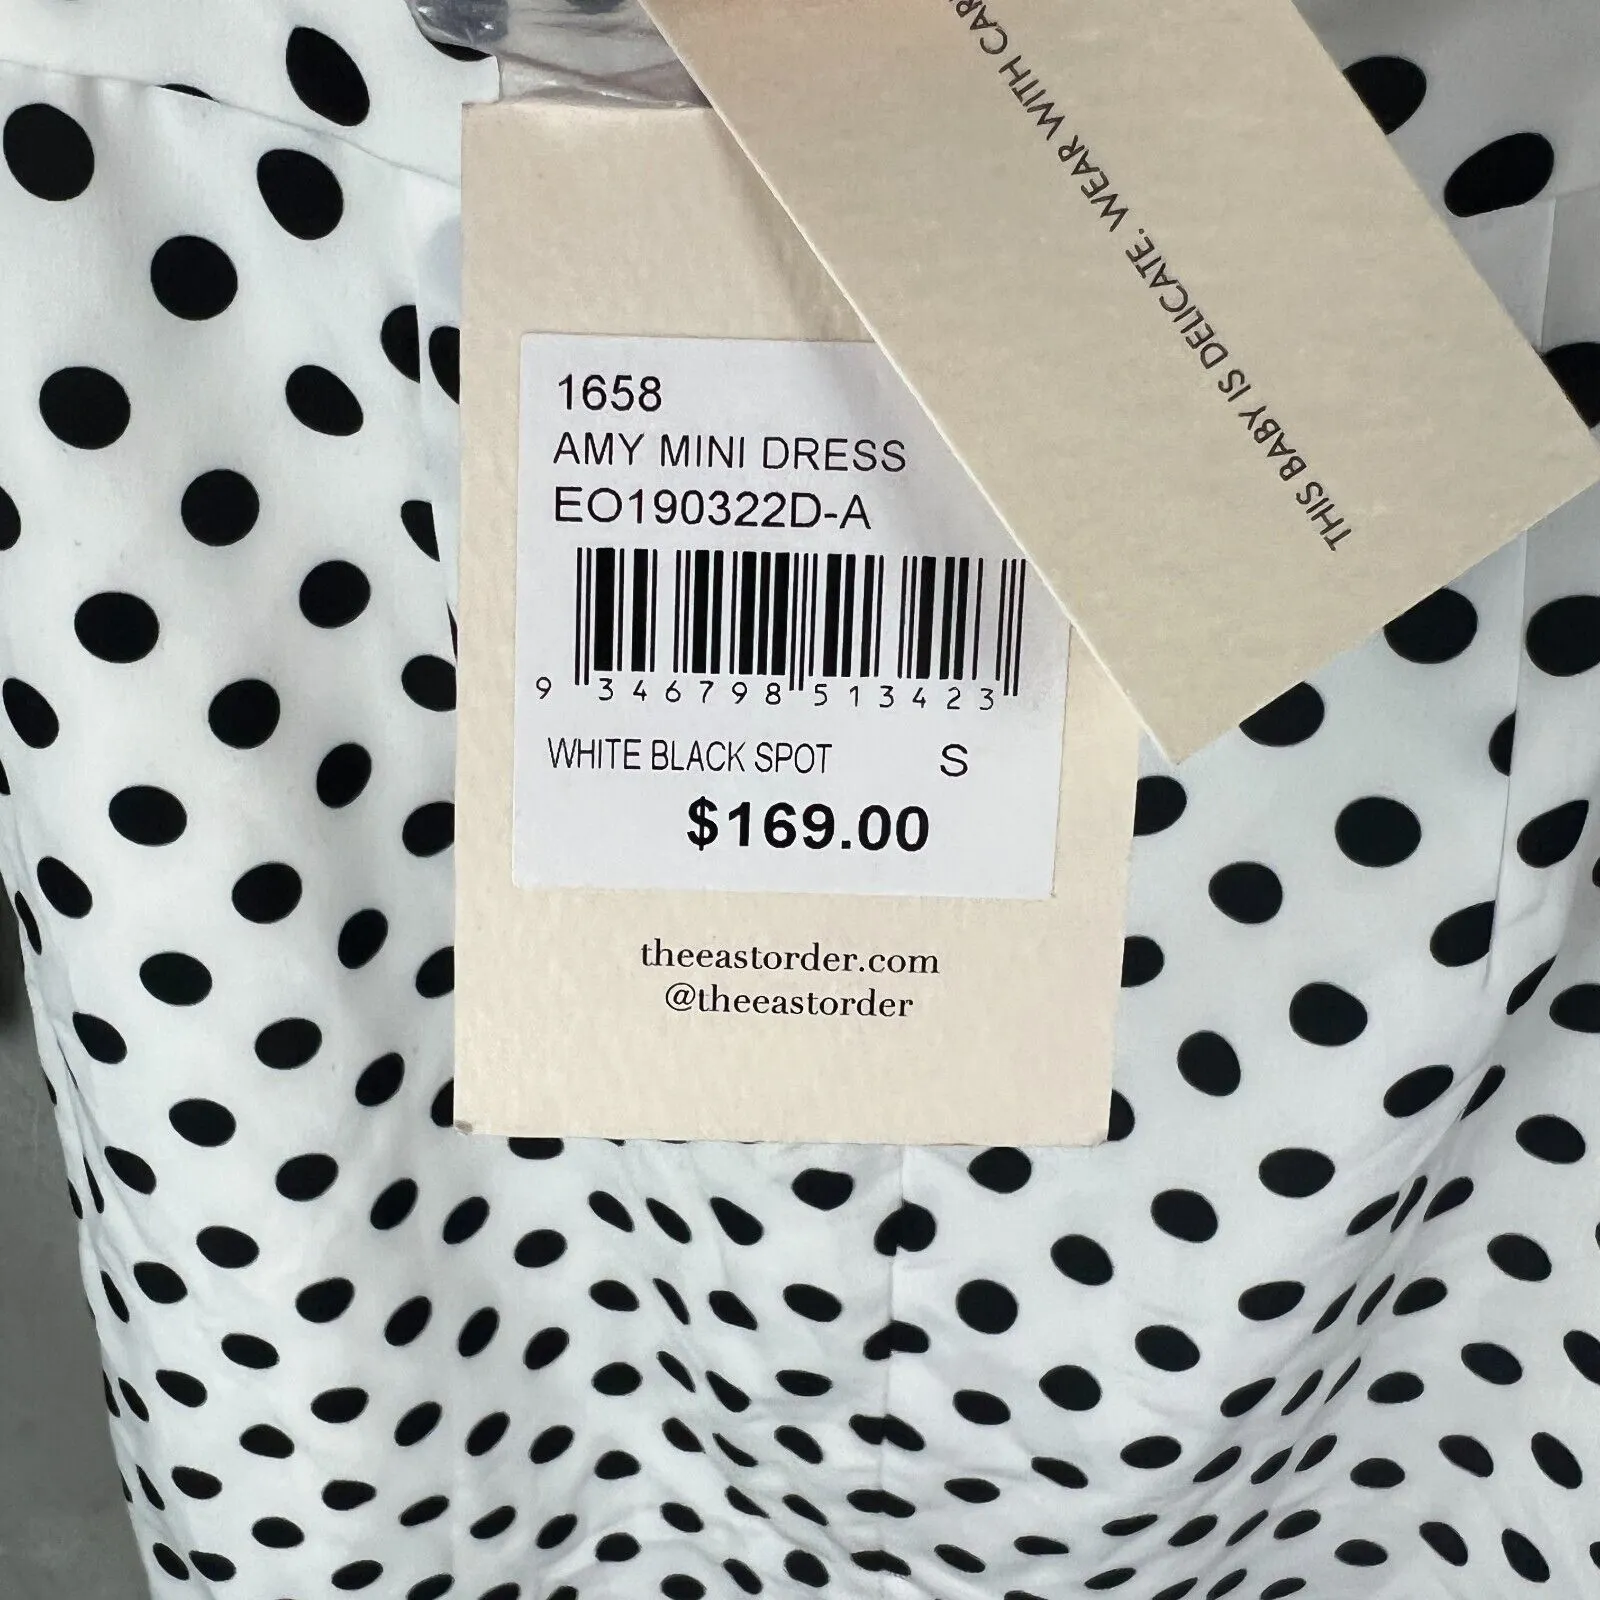 THIS BABY IS DELICATE. WEAR WITH
1658
AMY MINI DRESS
EO190322D-A
9 346798 513423
WHITE BLACK SPOT S
$169.00
theeastorder.com
@theeastorder